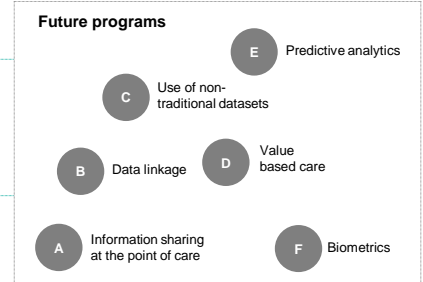 Future programs
E
Predictive analytics
C
Use of non-
traditional datasets
B
Data linkage
D
Value
based care
A
Information sharing
at the point of care
F
Biometrics